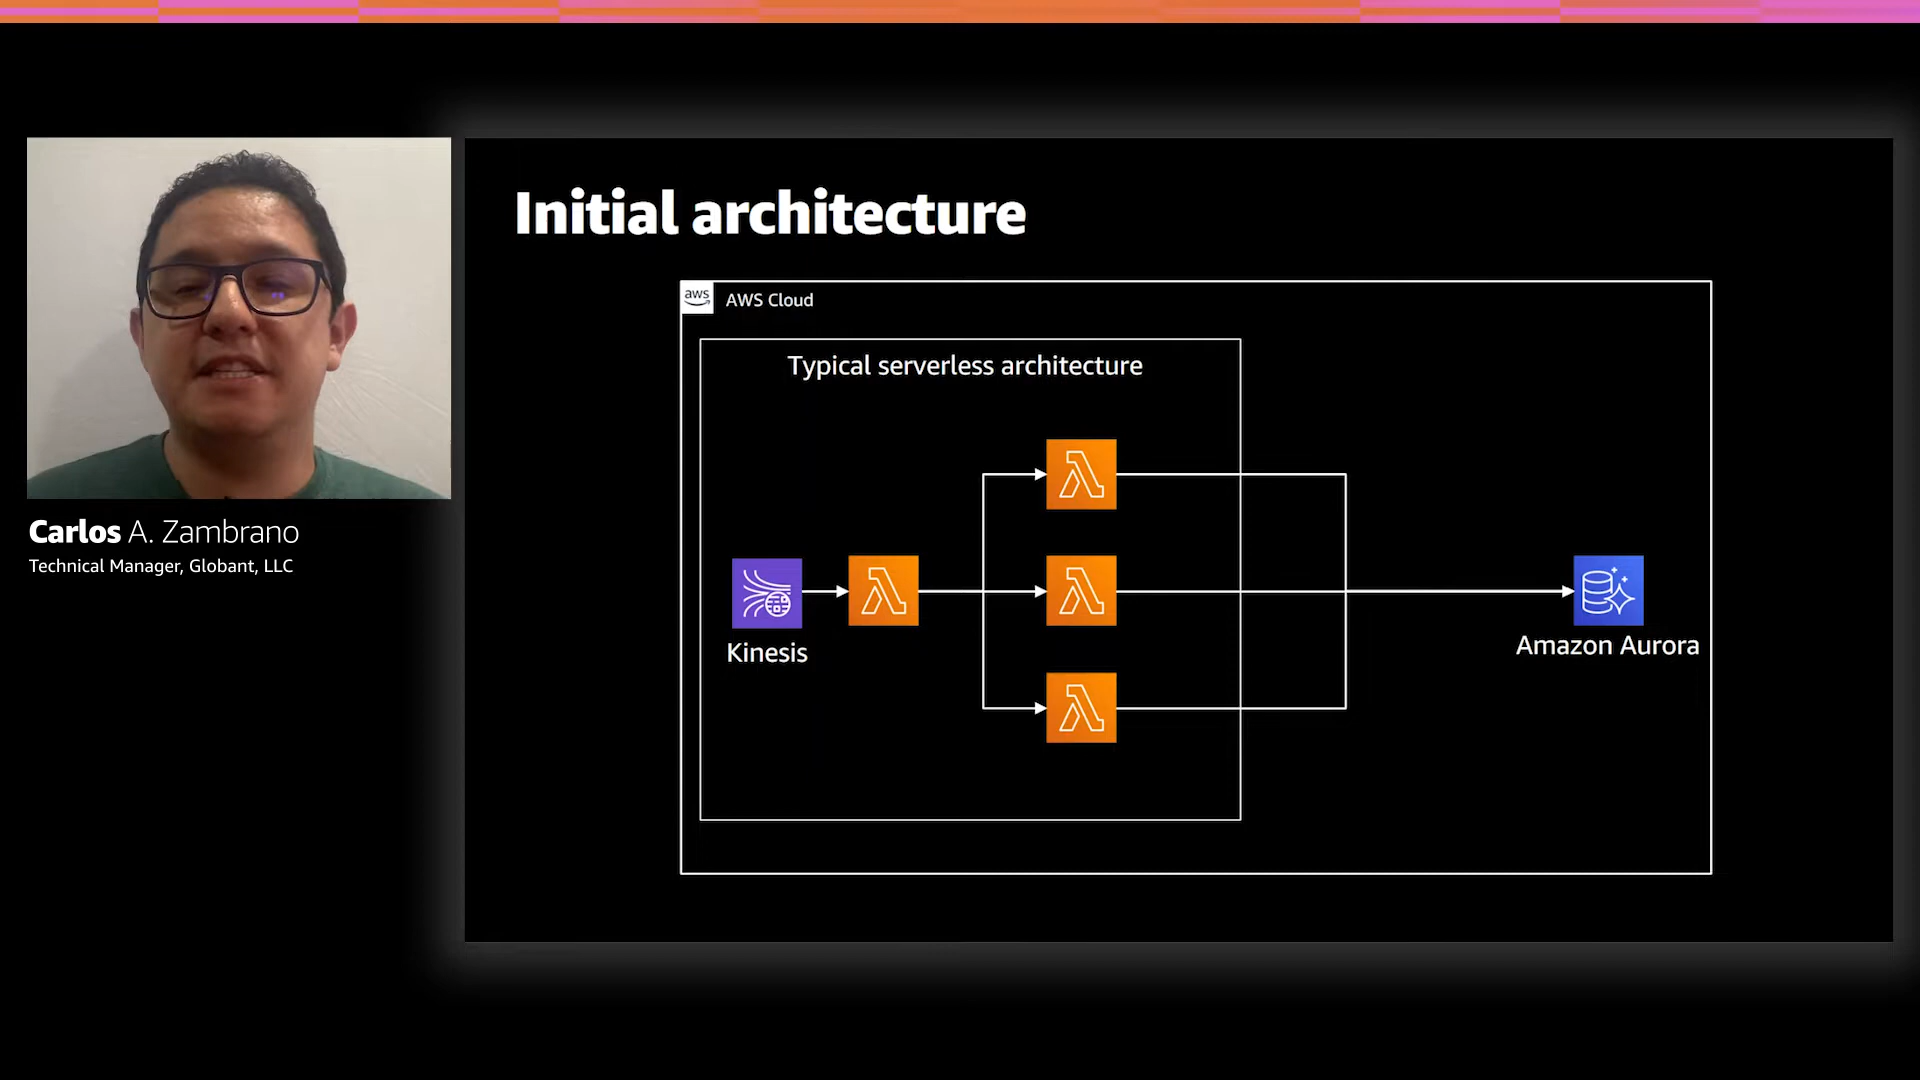 Initial architecture
aws
AWS Cloud
Typical serverless architecture
Kinesis
Amazon Aurora
Carlos A. Zambrano
Technical Manager, Globant, LLC